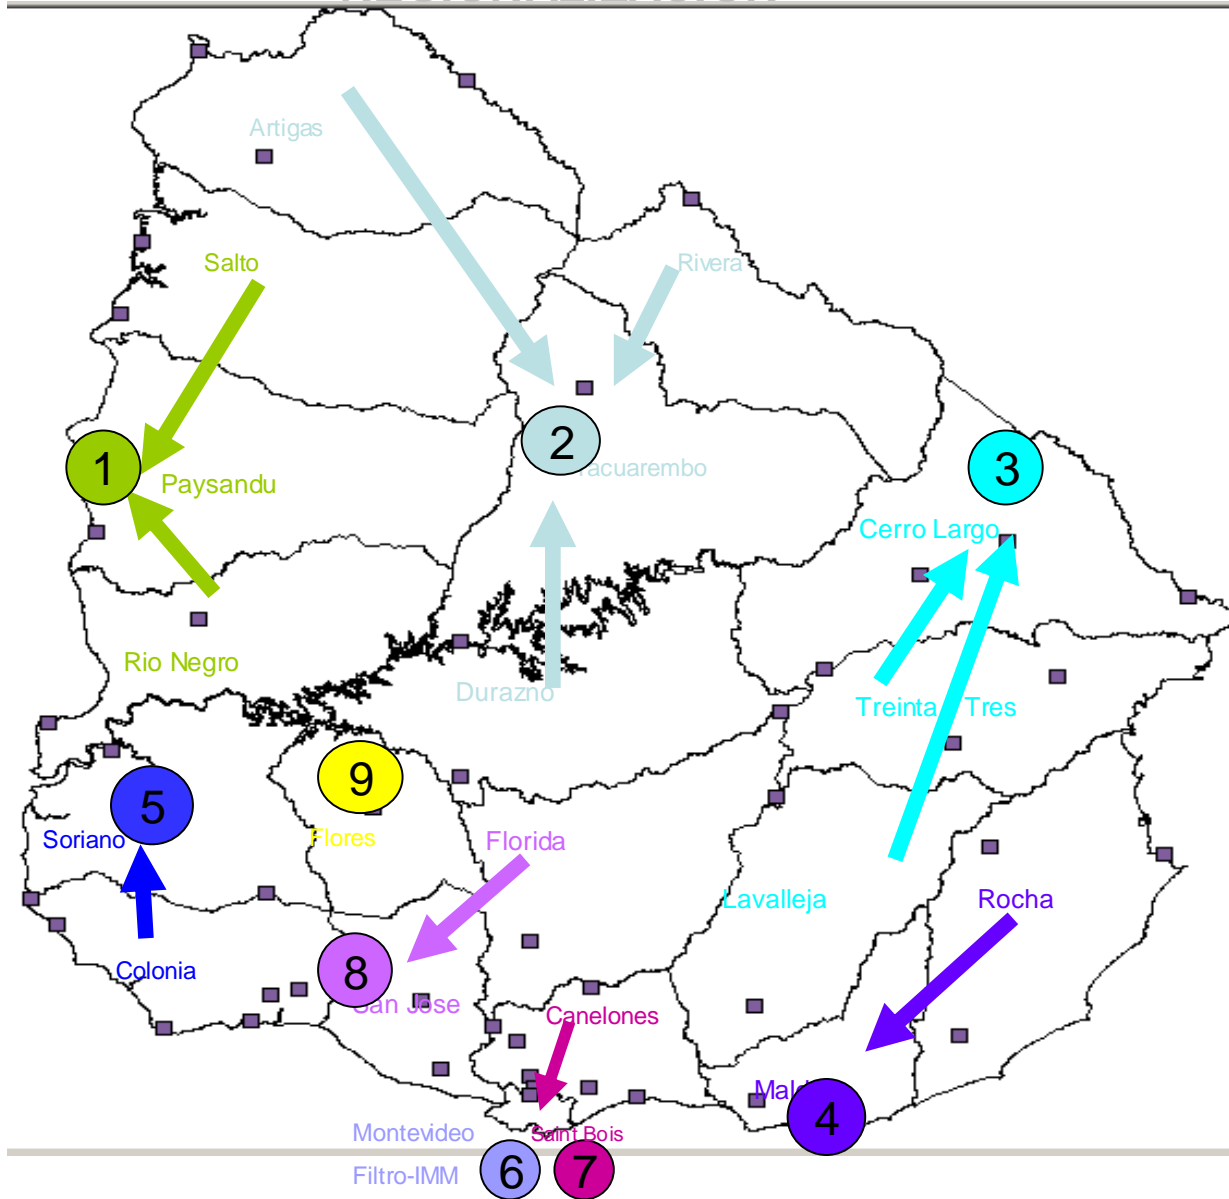 Artigas
Salto
Rivera
1
2
3
Paysandu
acuarembo
Cerro Largo
Rio Negro
Durazno
Treinta Tres
9
5
Soriano
Flores
Florida
Lavalleja
Rocha
8
Colonia
San Jose
Canelones
Mald
4
Montevideo
Saint Bois
Filtro-IMM
6
7